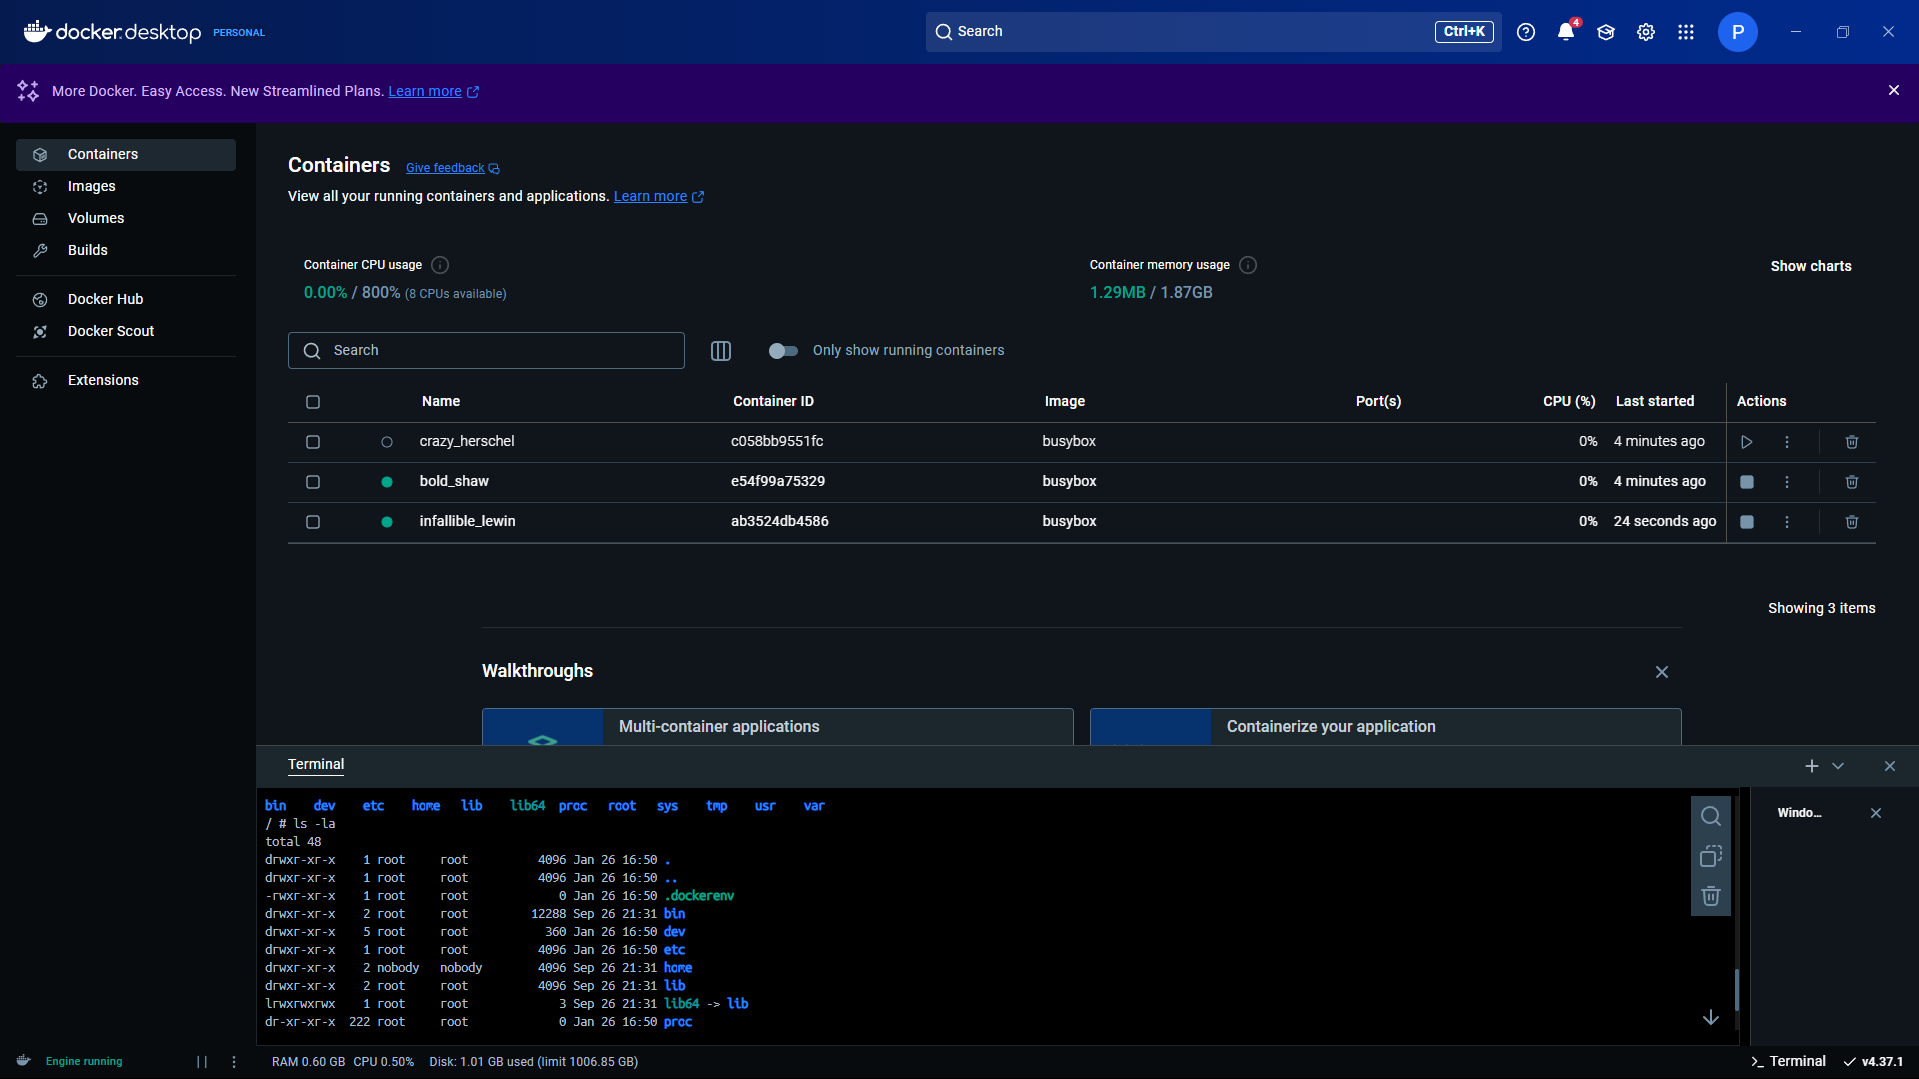 docker.desktop PERSONAL
Search Ctrl+K 4 P
More Docker. Easy Access. New Streamlined Plans. Learn more
Containers
Images
Volumes
Builds
Docker Hub
Docker Scout
Extensions
Containers Give feedback
View all your running containers and applications. Learn more
Container CPU usage
0.00% / 800% (8 CPUs available)
Container memory usage
1.29MB / 1.87GB
Show charts
Search
Only show running containers
Name Container ID Image Port(s) CPU (%) Last started Actions
crazy_herschel c058bb9551fc busybox 0% 4 minutes ago
bold_shaw e54f99a75329 busybox 0% 4 minutes ago
infallible_lewin ab3524db4586 busybox 0% 24 seconds ago
Showing 3 items
Walkthroughs
Multi-container applications
Containerize your application
Terminal
bin dev etc home lib lib64 proc root sys tmp usr var
/ # ls -la
total 48
drwxr-xr-x 1 root root 4096 Jan 26 16:50 .
drwxr-xr-x 1 root root 4096 Jan 26 16:50 ..
-rwxr-xr-x 1 root root 0 Jan 26 16:50 .dockerenv
drwxr-xr-x 2 root root 12288 Sep 26 21:31 bin
drwxr-xr-x 5 root root 360 Jan 26 16:50 dev
drwxr-xr-x 1 root root 4096 Jan 26 16:50 etc
drwxr-xr-x 2 nobody nobody 4096 Sep 26 21:31 home
drwxr-xr-x 2 root root 4096 Sep 26 21:31 lib
lrwxrwxrwx 1 root root 3 Sep 26 21:31 lib64 -> lib
dr-xr-xr-x 222 root root 0 Jan 26 16:50 proc
Windo...
Engine running
RAM 0.60 GB CPU 0.50% Disk: 1.01 GB used (limit 1006.85 GB)
>_ Terminal v4.37.1